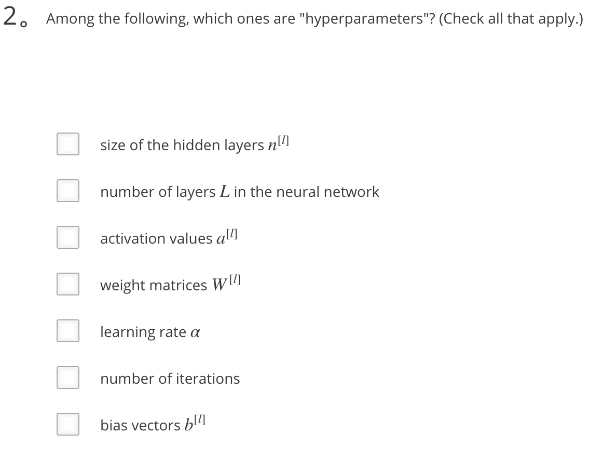 2。 Among the following, which ones are "hyperparameters"? (Check all that apply.)
size of the hidden layers n[l]
number of layers L in the neural network
activation values a[l]
weight matrices W[l]
learning rate α
number of iterations
bias vectors b[l]